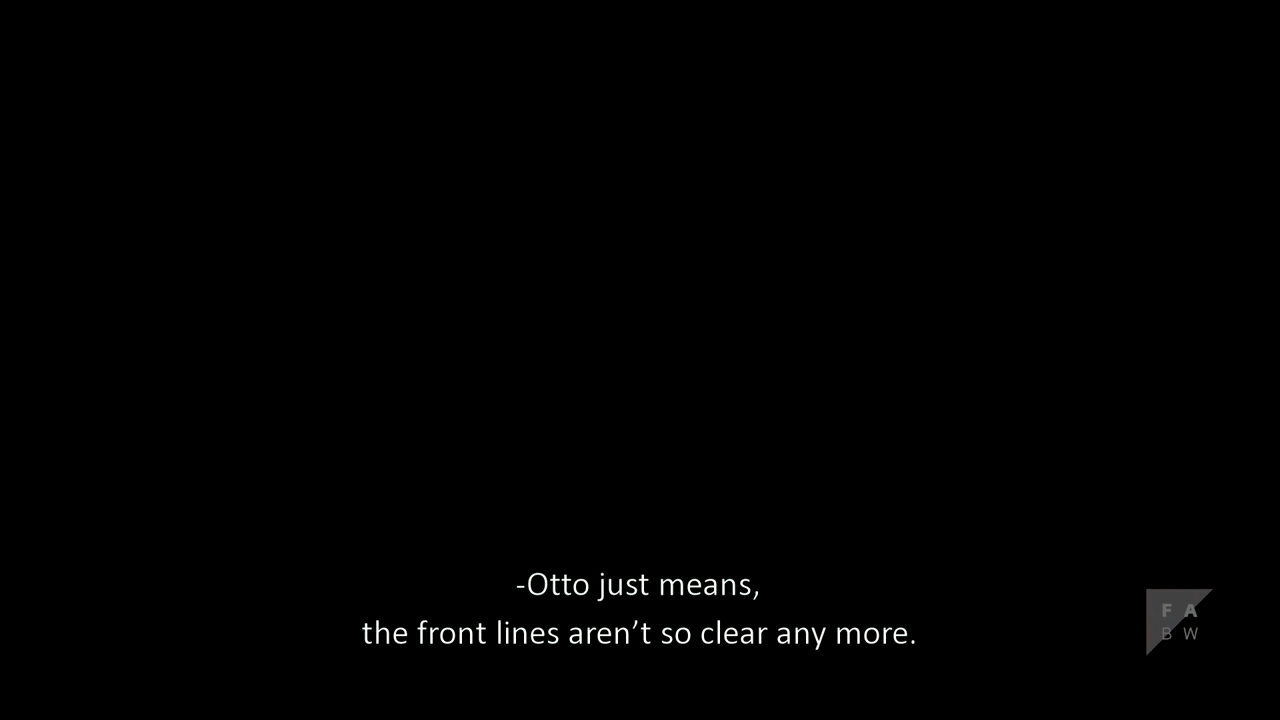 -Otto just means,
the front lines aren’t so clear any more.
F A
B W